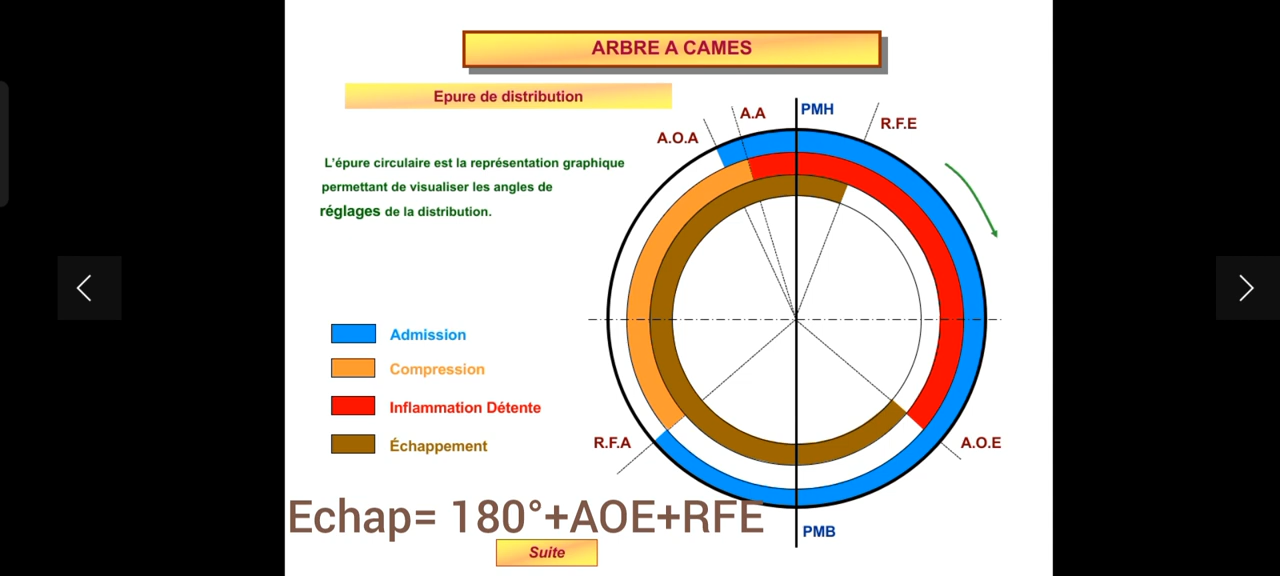 ARBRE A CAMES
Epure de distribution
A.A
PMH
R.F.E
A.O.A
L'épure circulaire est la représentation graphique
permettant de visualiser les angles de
réglages de la distribution.
Admission
Compression
Inflammation Détente
Échappement
R.F.A
A.O.E
Echap= 180°+AOE+RFE
PMB
Suite